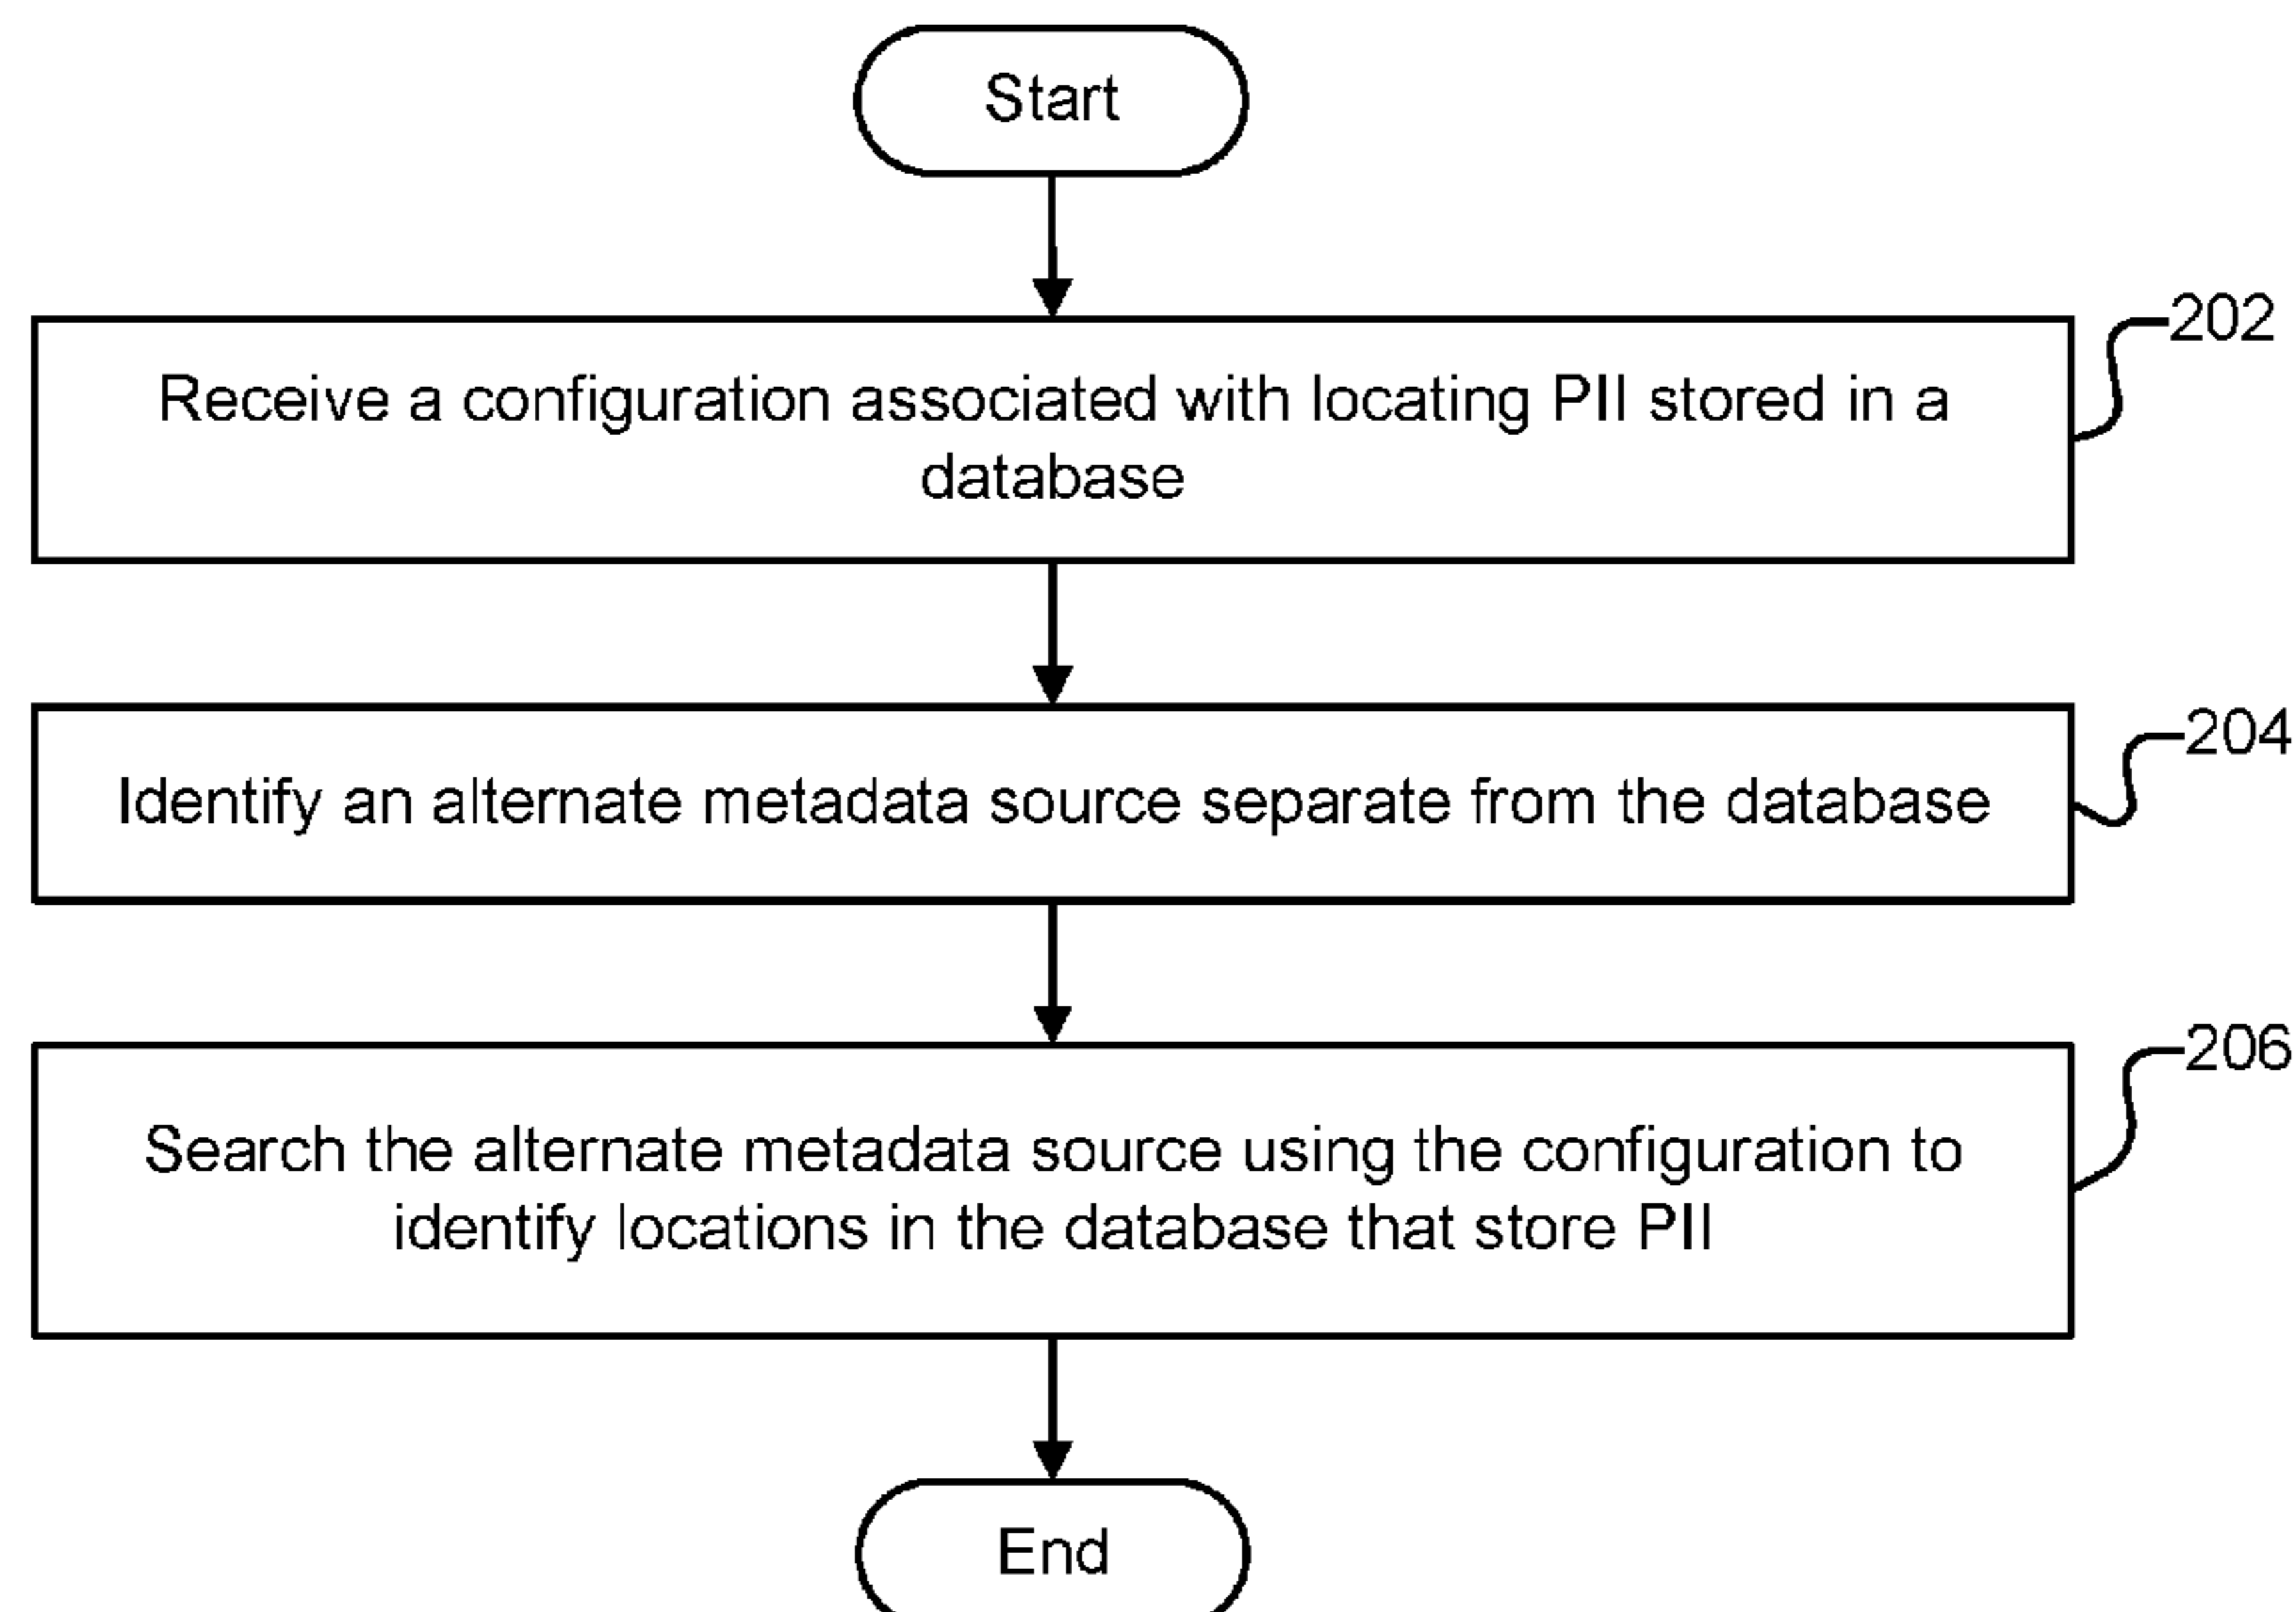 Start
202
Receive a configuration associated with locating PII stored in a
database
204
Identify an alternate metadata source separate from the database
206
Search the alternate metadata source using the configuration to
identify locations in the database that store PII
End